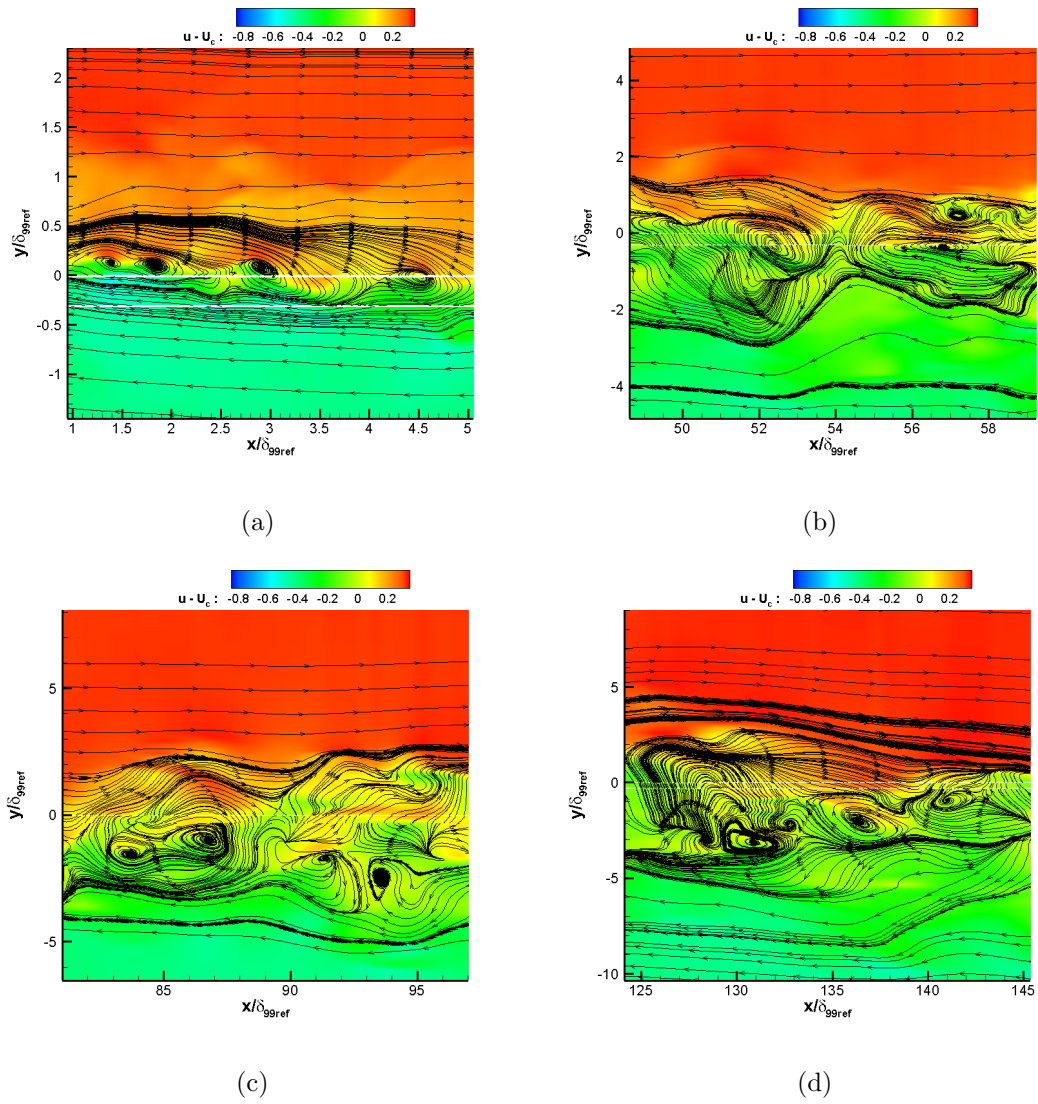 u - Uc : -0.8 -0.6 -0.4 -0.2 0 0.2
u - Uc : -0.8 -0.6 -0.4 -0.2 0 0.2
2
1.5
1
0.5
0
-0.5
-1
y/δ99ref
1 1.5 2 2.5 3 3.5 4 4.5 5
x/δ99ref
4
2
0
-2
-4
y/δ99ref
50 52 54 56 58
x/δ99ref
(a)
(b)
u - Uc : -0.8 -0.6 -0.4 -0.2 0 0.2
u - Uc : -0.8 -0.6 -0.4 -0.2 0 0.2
5
0
-5
y/δ99ref
85 90 95
x/δ99ref
5
0
-5
-10
y/δ99ref
125 130 135 140 145
x/δ99ref
(c)
(d)